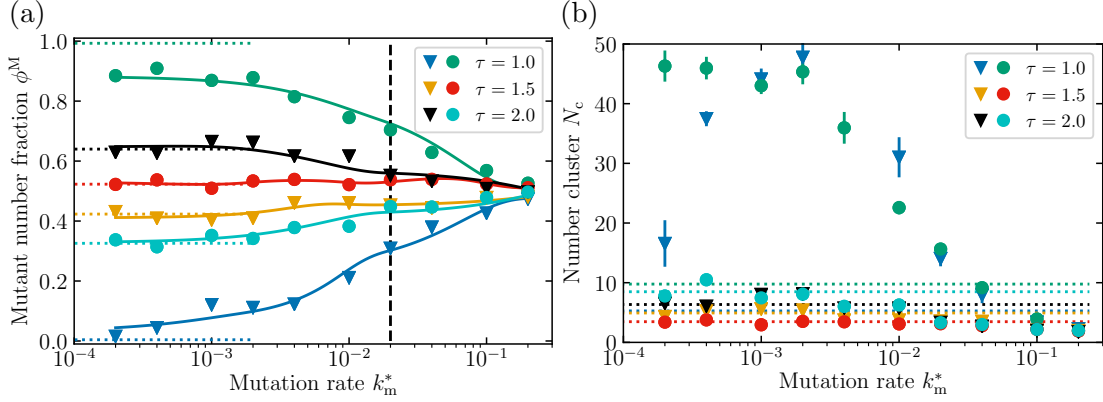 (a)
Mutant number fraction ϕ^M
1.0
0.8
0.6
0.4
0.2
0.0
τ = 1.0
τ = 1.5
τ = 2.0
10⁻⁴ 10⁻³ 10⁻² 10⁻¹
Mutation rate k*ₘ
(b)
Number cluster N_c
50
40
30
20
10
0
τ = 1.0
τ = 1.5
τ = 2.0
10⁻⁴ 10⁻³ 10⁻² 10⁻¹
Mutation rate k*ₘ